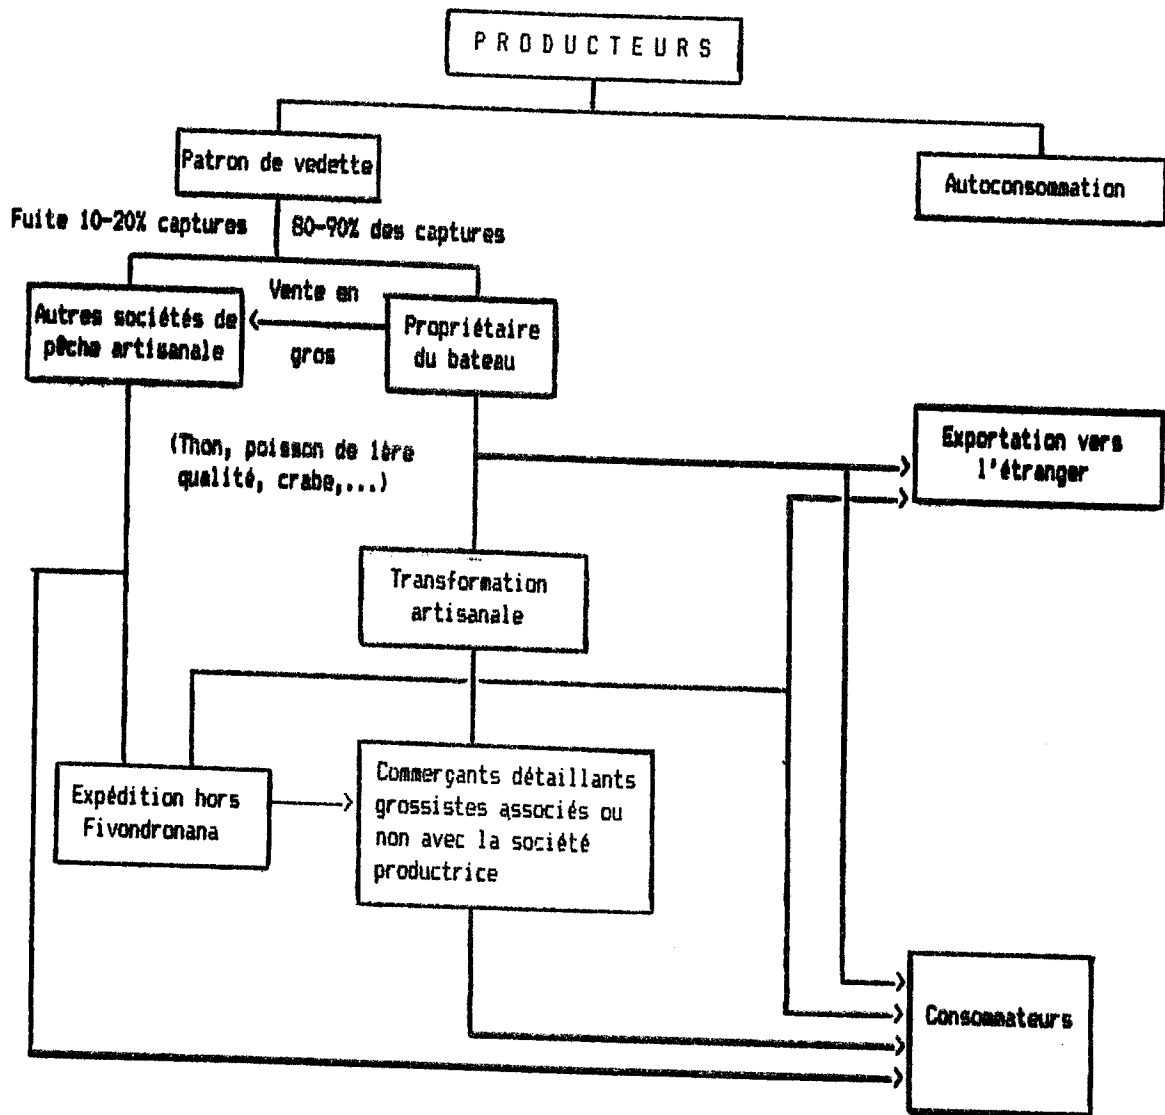 PRODUCTEURS
Patron de vedette
Autoconsommation
Fuite 10-20% captures
80-90% des captures
Autres sociétés de
pêche artisanale
Vente en
gros
Propriétaire
du bateau
(Thon, poisson de 1ère
qualité, crabe,...)
Exportation vers
l'étranger
Transformation
artisanale
Expédition hors
Fivondronana
Commerçants détaillants
grossistes associés ou
non avec la société
productrice
Consommateurs